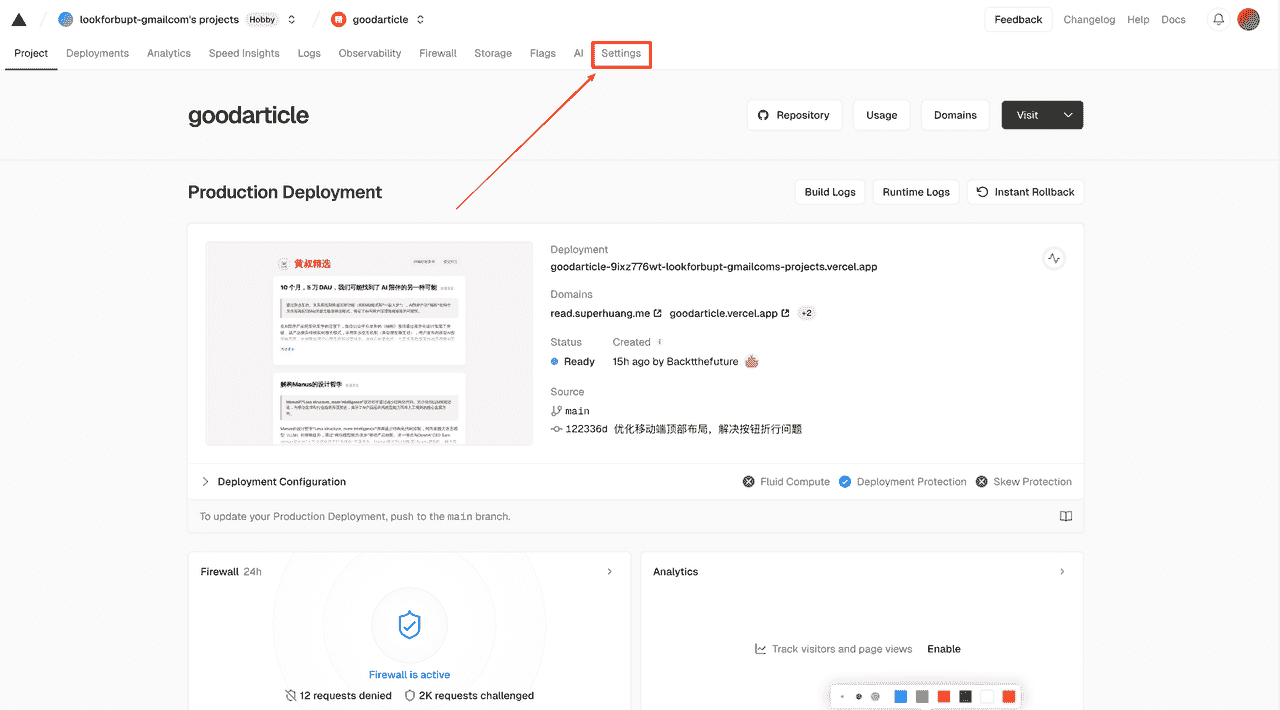 lookforbupt-gmailcom's projects Hobby goodarticle Feedback Changelog Help Docs
Project Deployments Analytics Speed Insights Logs Observability Firewall Storage Flags AI Settings
goodarticle
Repository Usage Domains Visit
Production Deployment
Build Logs Runtime Logs Instant Rollback
黄叔精选
10 个月，5 万 DAU，我们可能找到了 AI 陪伴的另一种可能
解构Manus的设计哲学
Deployment
goodarticle-9ixz776wt-lookforbupt-gmailcoms-projects.vercel.app
Domains
read.superhuang.me goodarticle.vercel.app +2
Status Created
Ready 15h ago by Backtthefuture
Source
main
122336d 优化移动端顶部布局，解决按钮折行问题
Deployment Configuration Fluid Compute Deployment Protection Skew Protection
To update your Production Deployment, push to the main branch.
Firewall 24h
Firewall is active
12 requests denied 2K requests challenged
Analytics
Track visitors and page views Enable